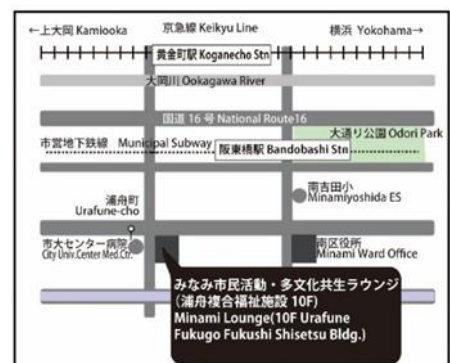 ←上大岡 Kamiooka 京急線 Keikyu Line 横浜 Yokohama→
黄金町駅 Koganecho Stn
大岡川 Ookagawa River
国道 16 号 National Route16
大通り公園 Odori Park
市営地下鉄線 Municipal Subway
阪東橋駅 Bandobashi Stn
浦舟町
Urafune-cho
南吉田小
Minamiyoshida ES
市大センター病院
City Univ.Center Med.Ctr.
南区役所
Minami Ward Office
みなみ市民活動・多文化共生ラウンジ
(浦舟複合福祉施設 10F)
Minami Lounge(10F Urafune
Fukugo Fukushi Shisetsu Bldg.)